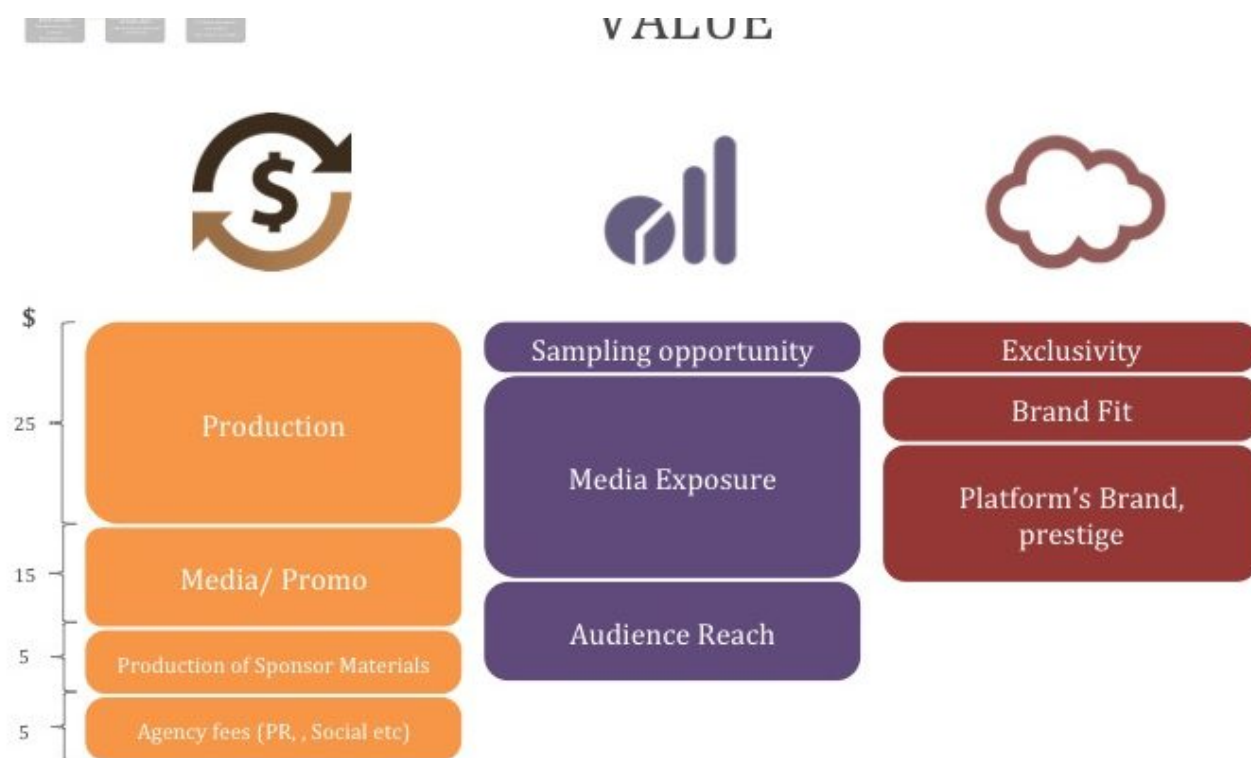 VALUE
$
$
25
Production
15
Media/ Promo
5
Production of Sponsor Materials
5
Agency fees (PR, , Social etc)
Sampling opportunity
Media Exposure
Audience Reach
Exclusivity
Brand Fit
Platform’s Brand,
prestige